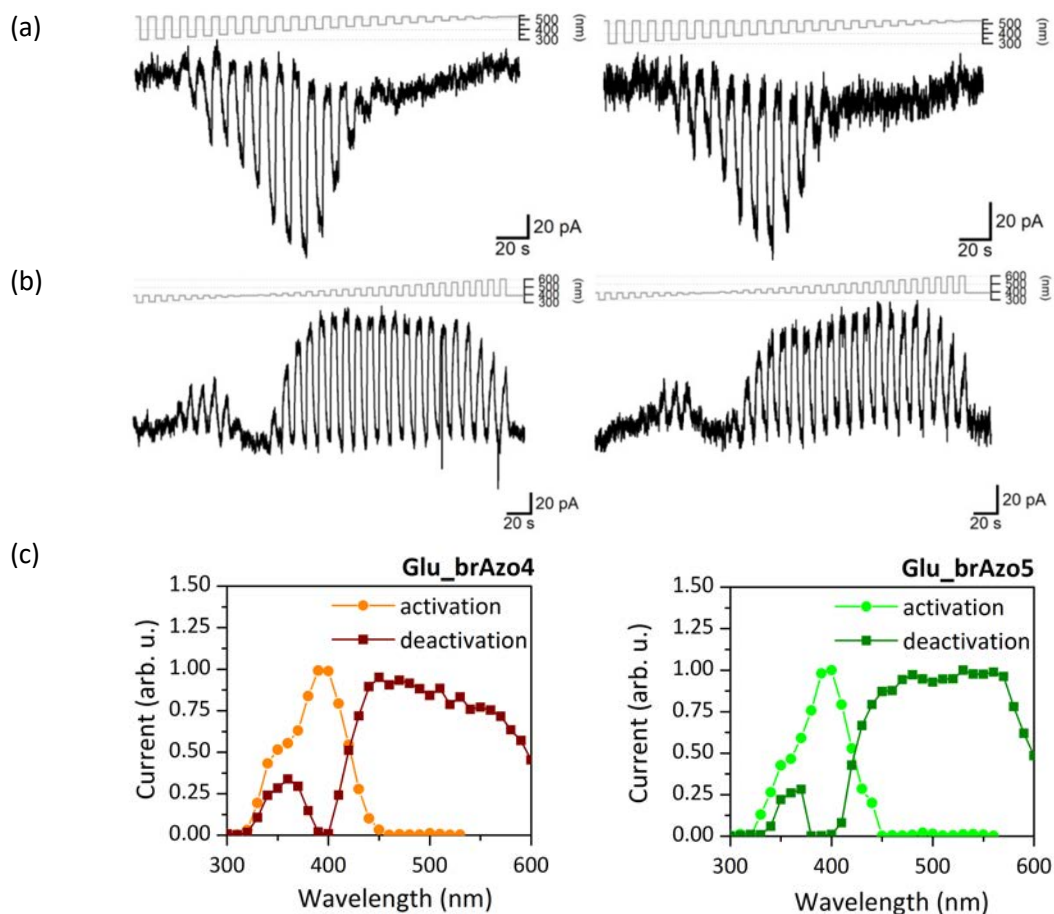 (a)
500
400
300
(nm)
20 pA
20 s
500
400
300
(nm)
20 pA
20 s
(b)
600
500
400
300
(nm)
20 pA
20 s
600
500
400
300
(nm)
20 pA
20 s
(c)
Glu_brAzo4
1.50
1.25
1.00
0.75
0.50
0.25
0.00
Current (arb. u.)
activation
deactivation
300 400 500 600
Wavelength (nm)
Glu_brAzo5
1.50
1.25
1.00
0.75
0.50
0.25
0.00
Current (arb. u.)
activation
deactivation
300 400 500 600
Wavelength (nm)